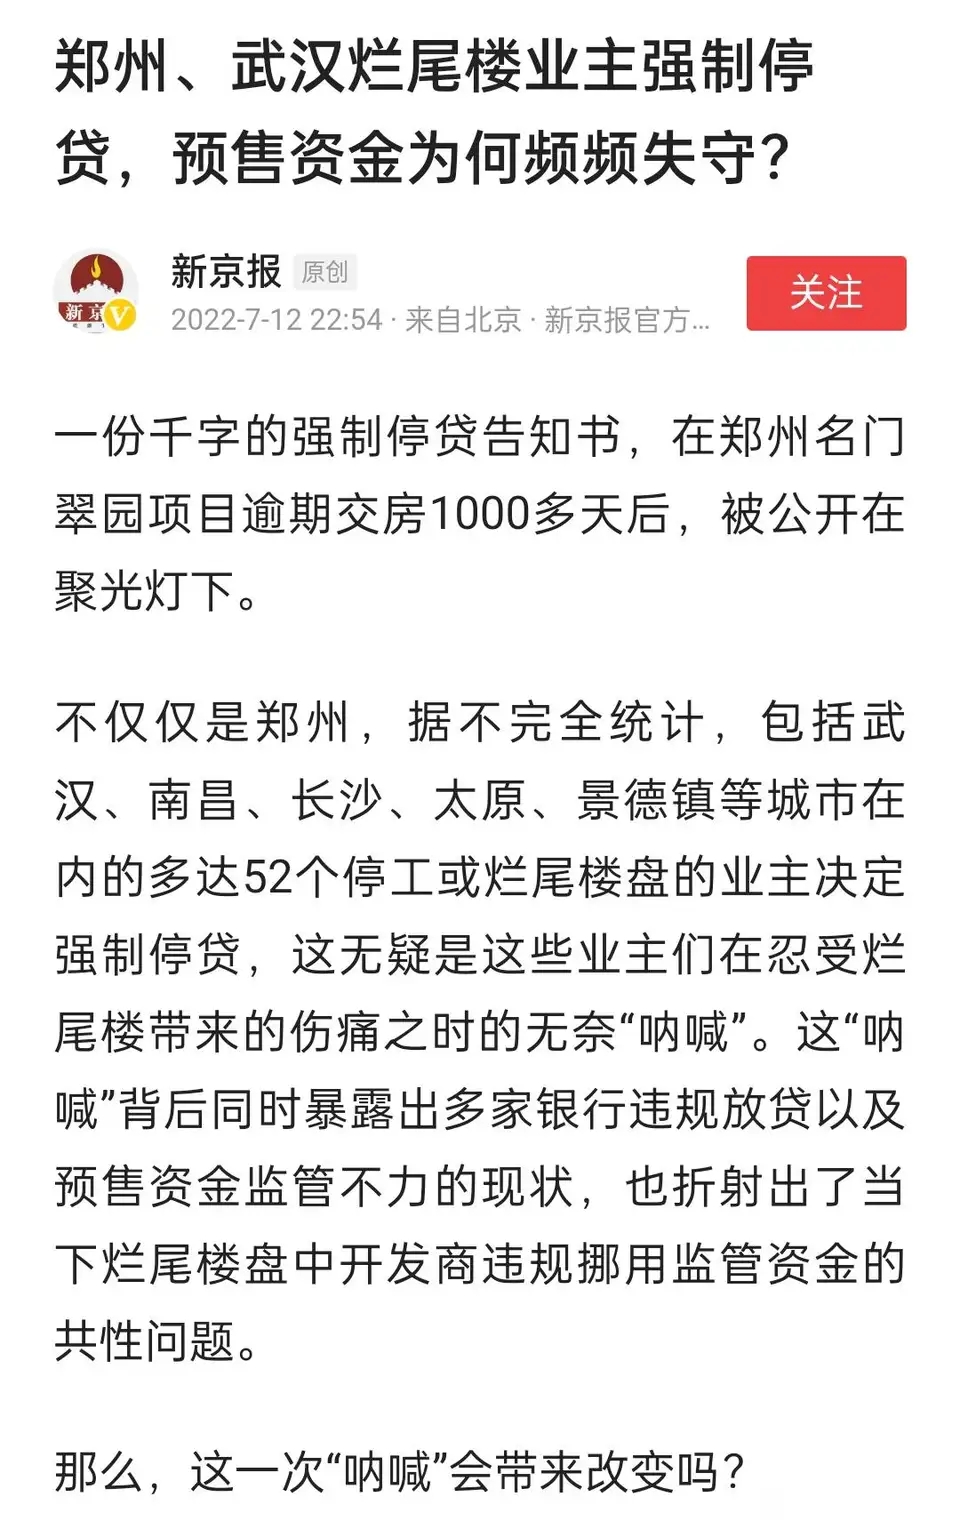 郑州、武汉烂尾楼业主强制停
贷，预售资金为何频频失守？
新京报 原创
2022-7-12 22:54 · 来自北京 · 新京报官方...
关注
新京
V
一份千字的强制停贷告知书，在郑州名门
翠园项目逾期交房1000多天后，被公开在
聚光灯下。
不仅仅是郑州，据不完全统计，包括武
汉、南昌、长沙、太原、景德镇等城市在
内的多达52个停工或烂尾楼盘的业主决定
强制停贷，这无疑是这些业主们在忍受烂
尾楼带来的伤痛之时的无奈“呐喊”。这“呐
喊”背后同时暴露出多家银行违规放贷以及
预售资金监管不力的现状，也折射出了当
下烂尾楼盘中开发商违规挪用监管资金的
共性问题。
那么，这一次“呐喊”会带来改变吗？